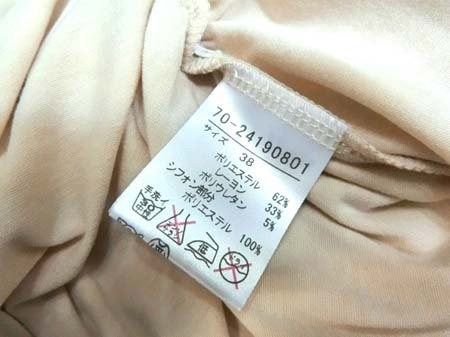 70-24190801
サイズ 38
ポリエステル 62%
レーヨン 33%
ポリウレタン 5%
シフォン部分
ポリエステル 100%
手洗イ
30